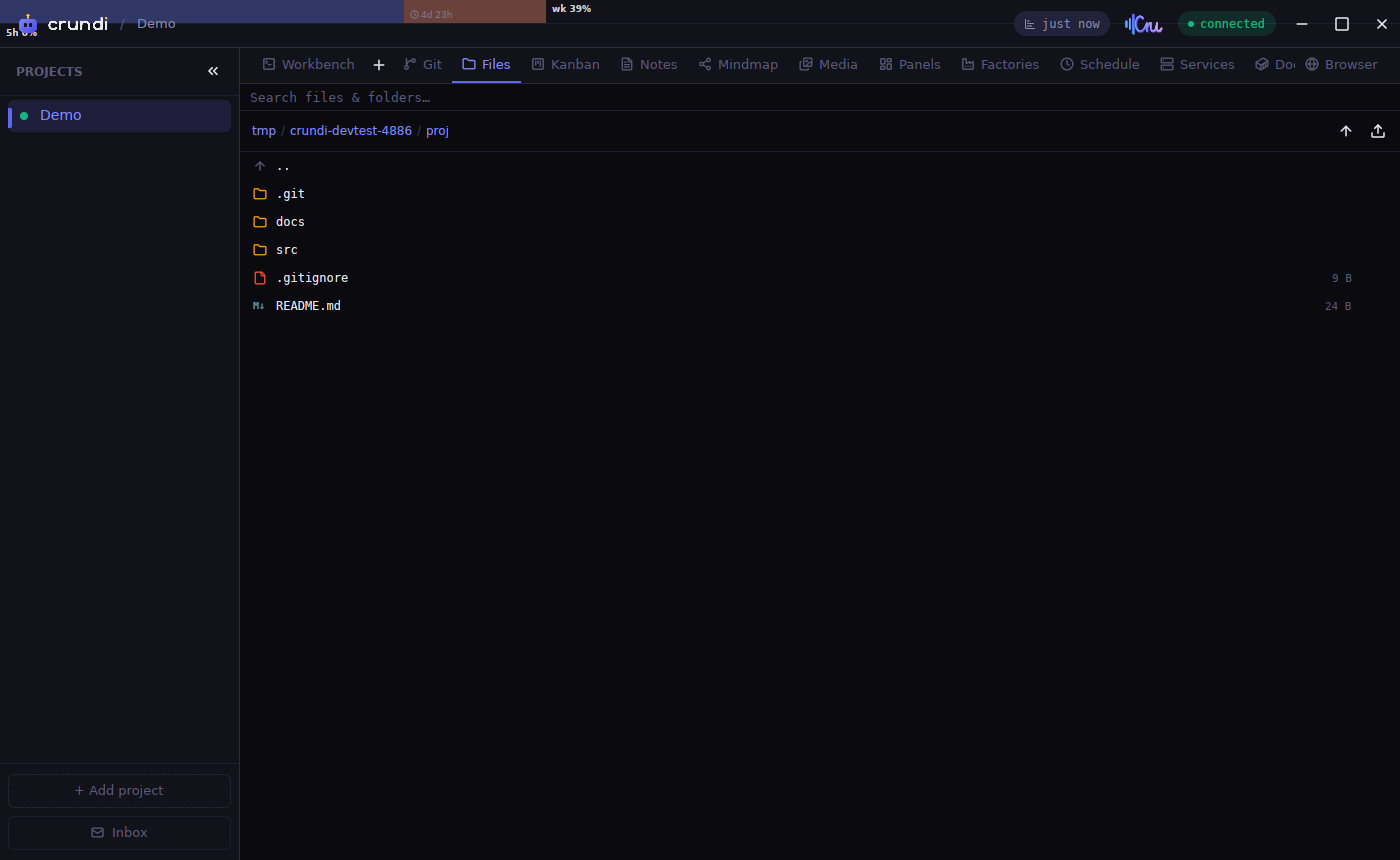 4d 23h
wk 39%
crundi / Demo
just now
Cru
connected
PROJECTS
Workbench
Git
Files
Kanban
Notes
Mindmap
Media
Panels
Factories
Schedule
Services
Browser
Demo
Search files & folders…
tmp / crundi-devtest-4886 / proj
..
.git
docs
src
.gitignore 9 B
M↓ README.md 24 B
+ Add project
Inbox